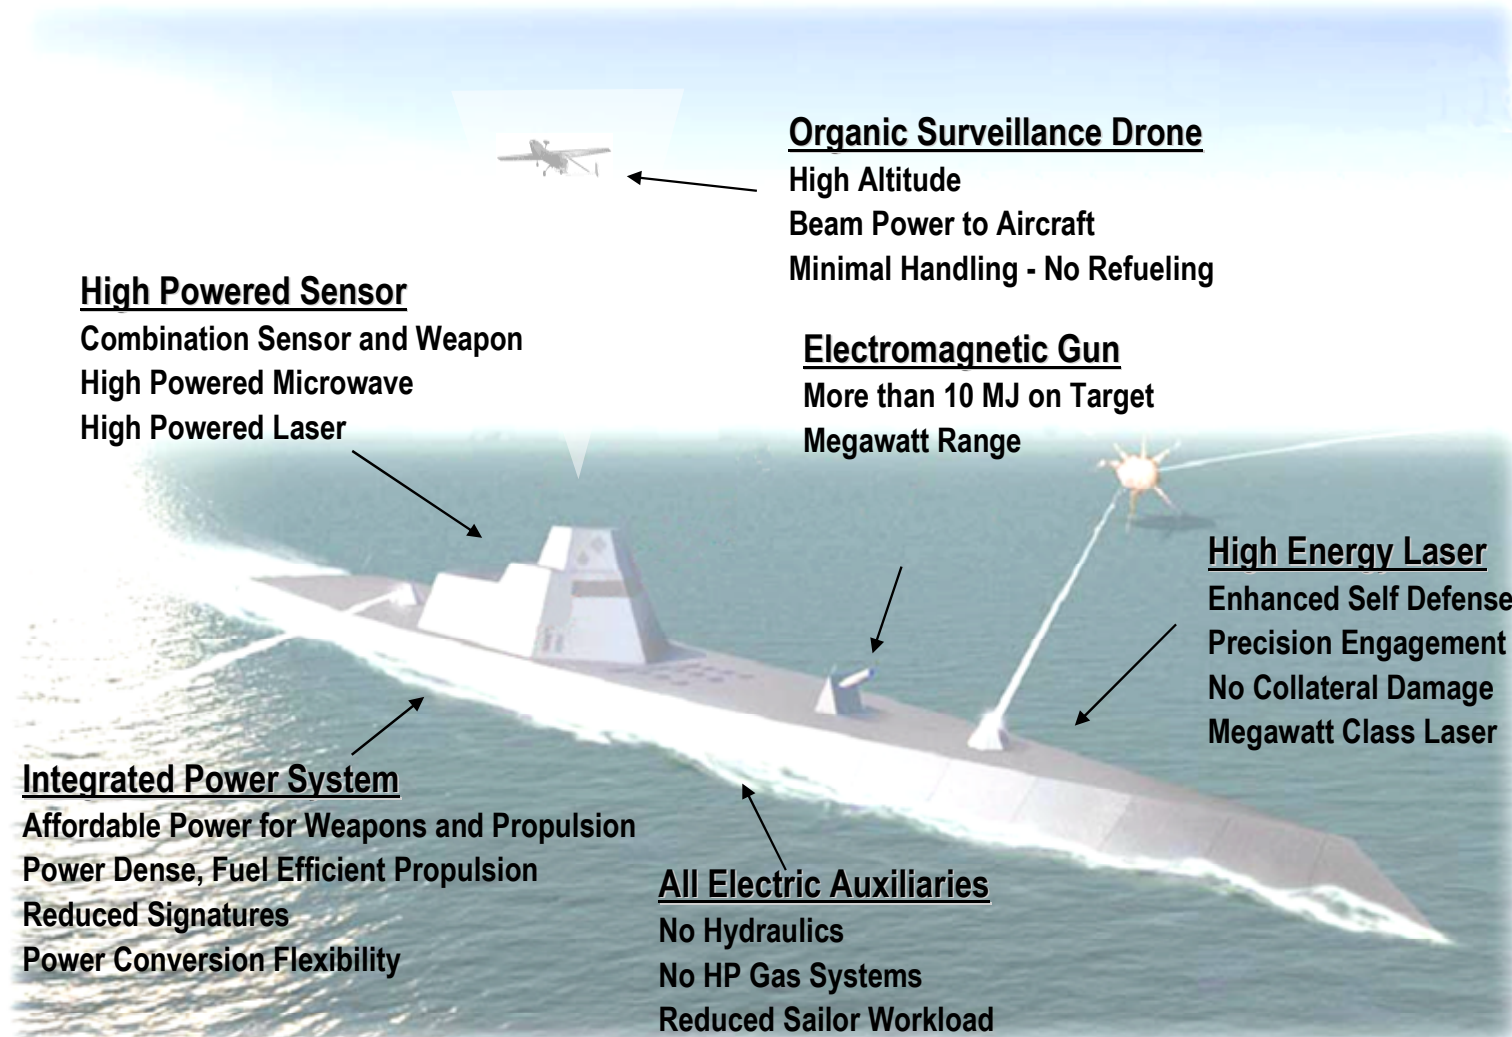 Organic Surveillance Drone
High Altitude
Beam Power to Aircraft
Minimal Handling - No Refueling
High Powered Sensor
Combination Sensor and Weapon
High Powered Microwave
High Powered Laser
Electromagnetic Gun
More than 10 MJ on Target
Megawatt Range
High Energy Laser
Enhanced Self Defense
Precision Engagement
No Collateral Damage
Megawatt Class Laser
Integrated Power System
Affordable Power for Weapons and Propulsion
Power Dense, Fuel Efficient Propulsion
Reduced Signatures
Power Conversion Flexibility
All Electric Auxiliaries
No Hydraulics
No HP Gas Systems
Reduced Sailor Workload